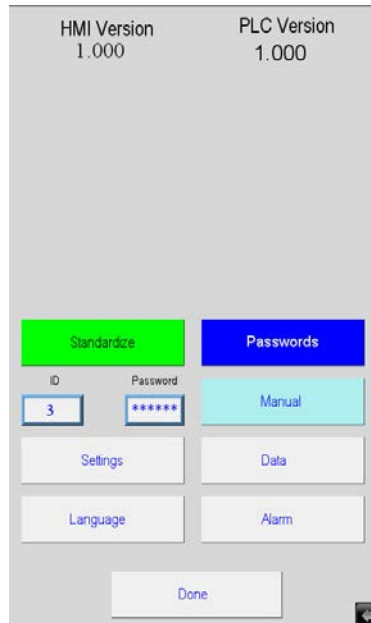 HMI Version PLC Version
1.000 1.000
Standardize Passwords
ID Password
3 ****** Manual
Settings Data
Language Alarm
Done